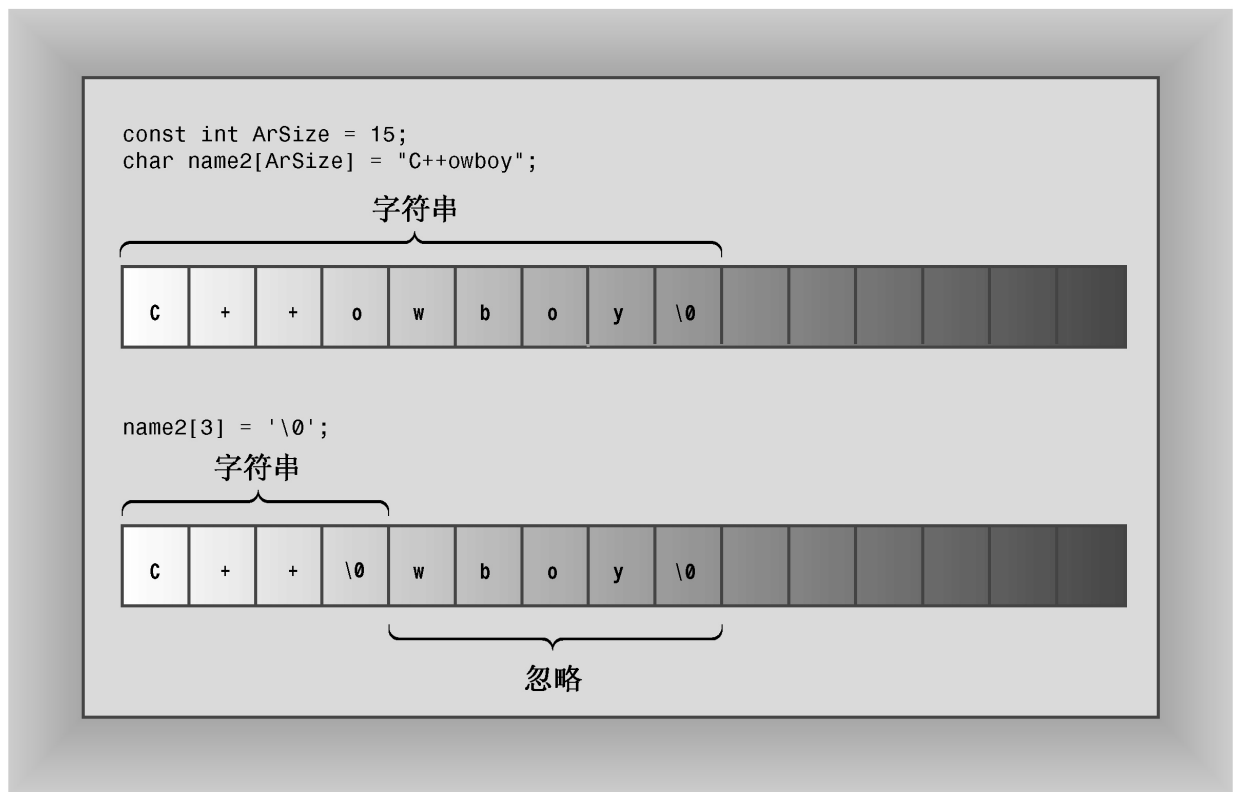 const int ArSize = 15;
char name2[ArSize] = "C++owboy";
字符串
C + + o w b o y \0
name2[3] = '\0';
字符串
C + + \0 w b o y \0
忽略